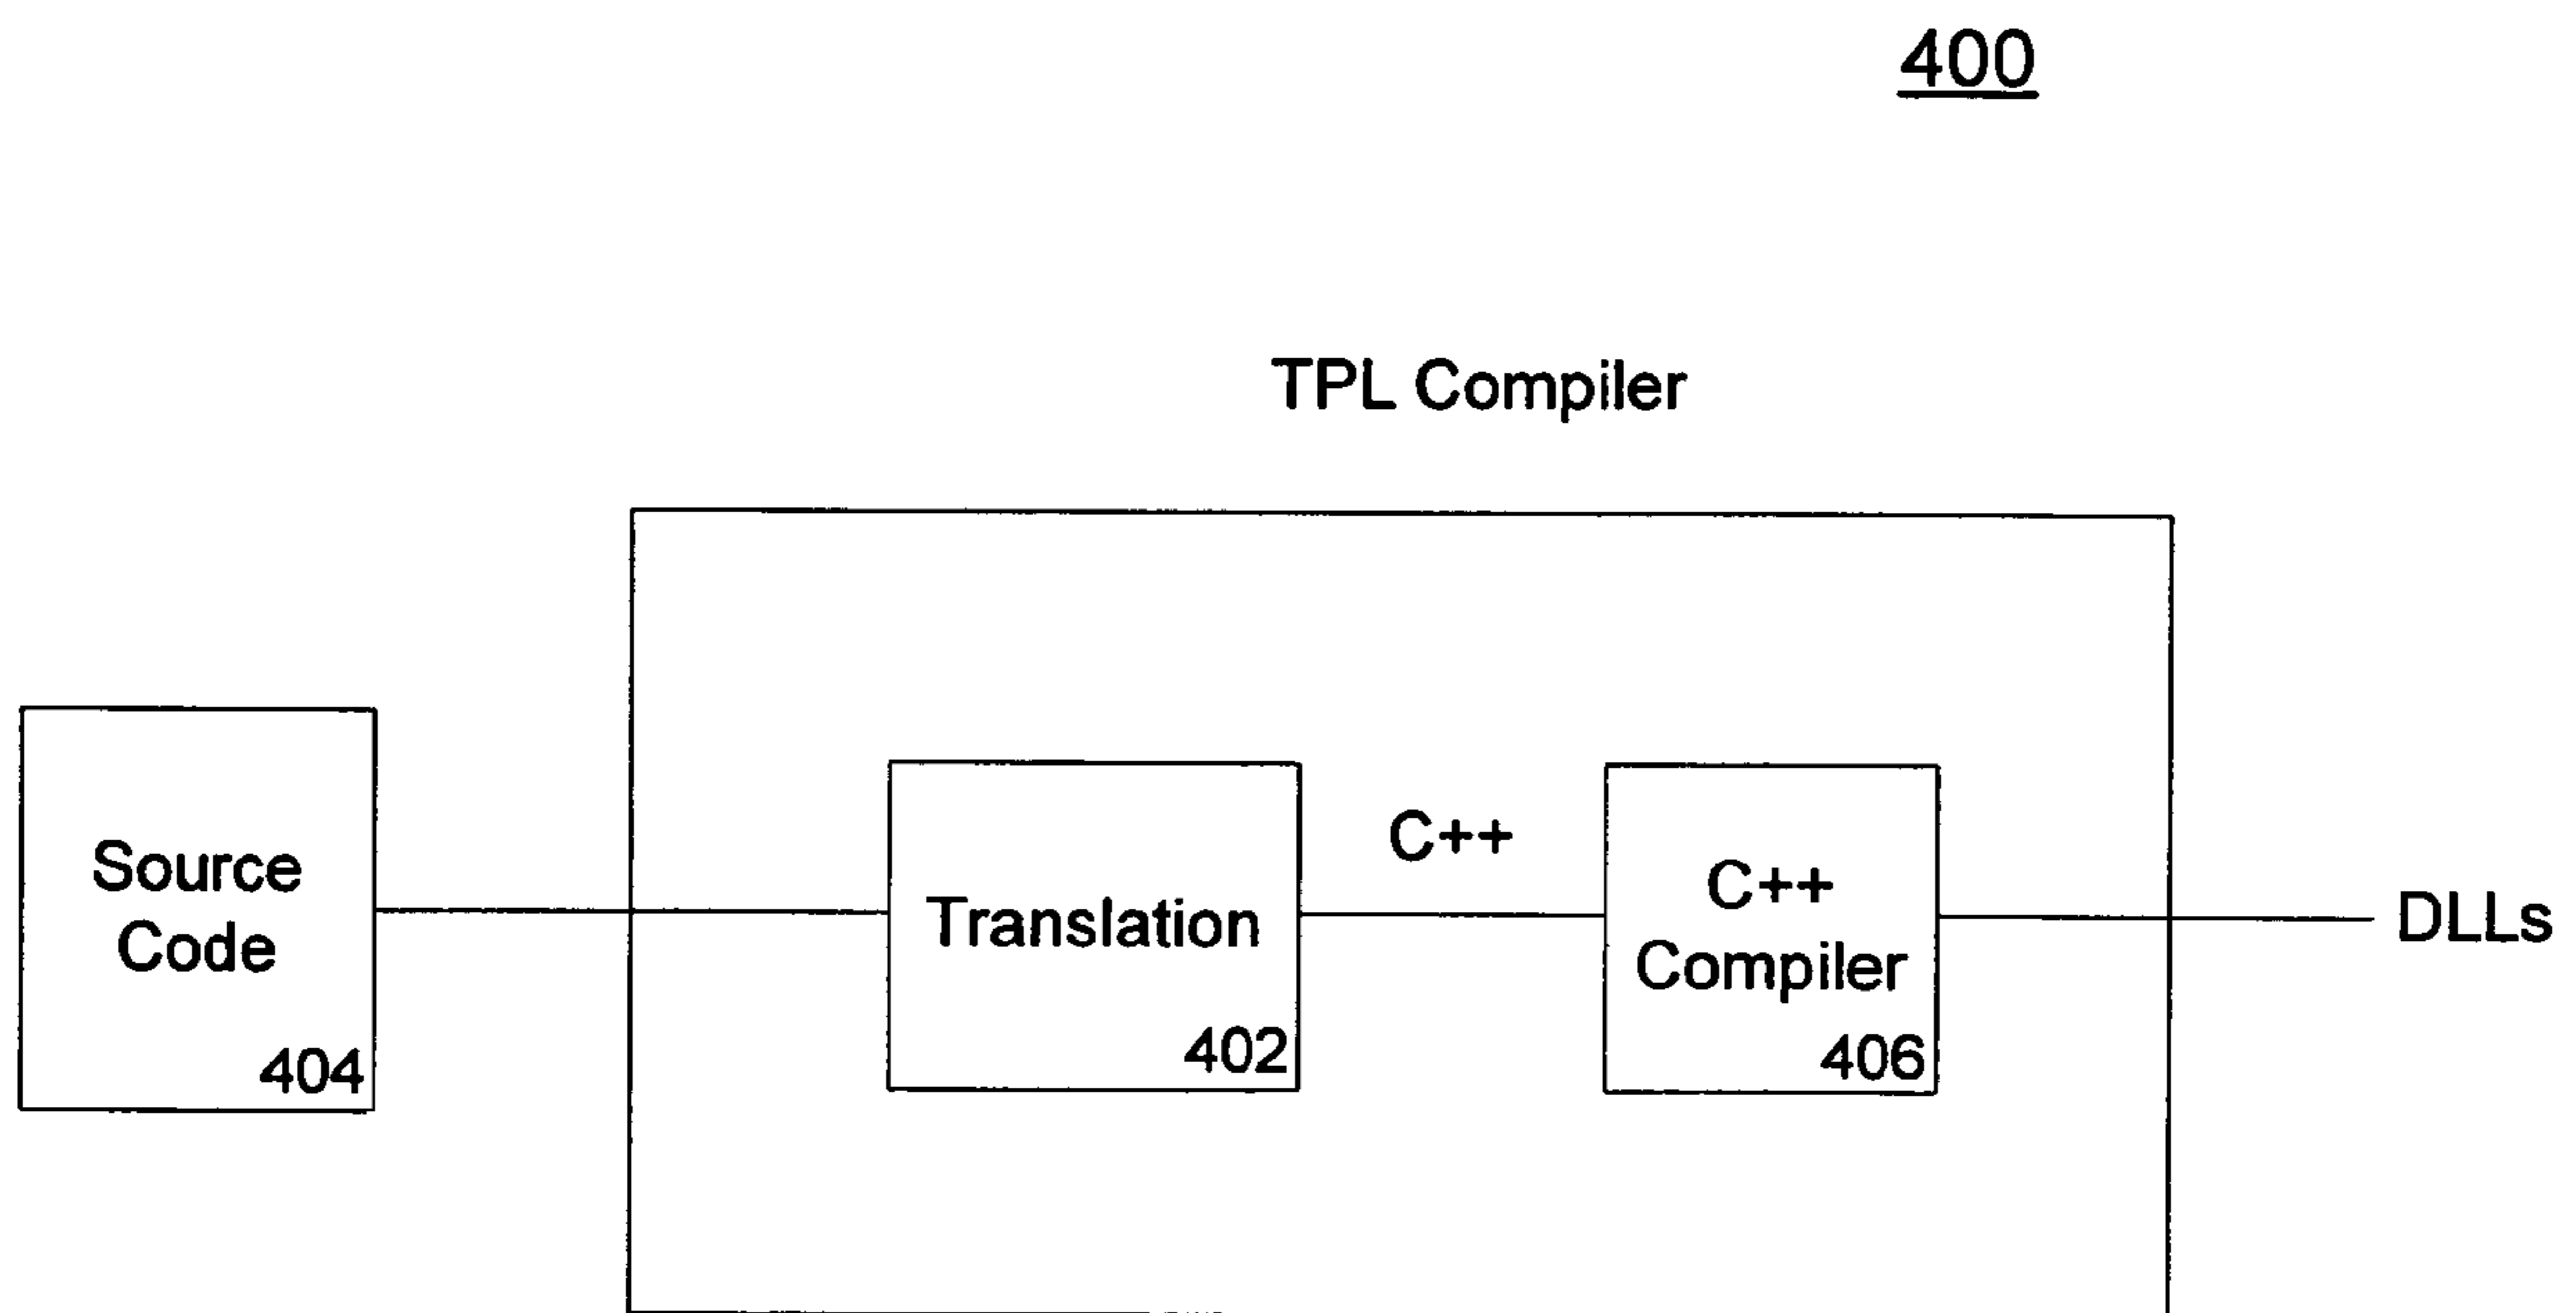 400
TPL Compiler
Source
Code
404
Translation
402
C++
C++
Compiler
406
DLLs